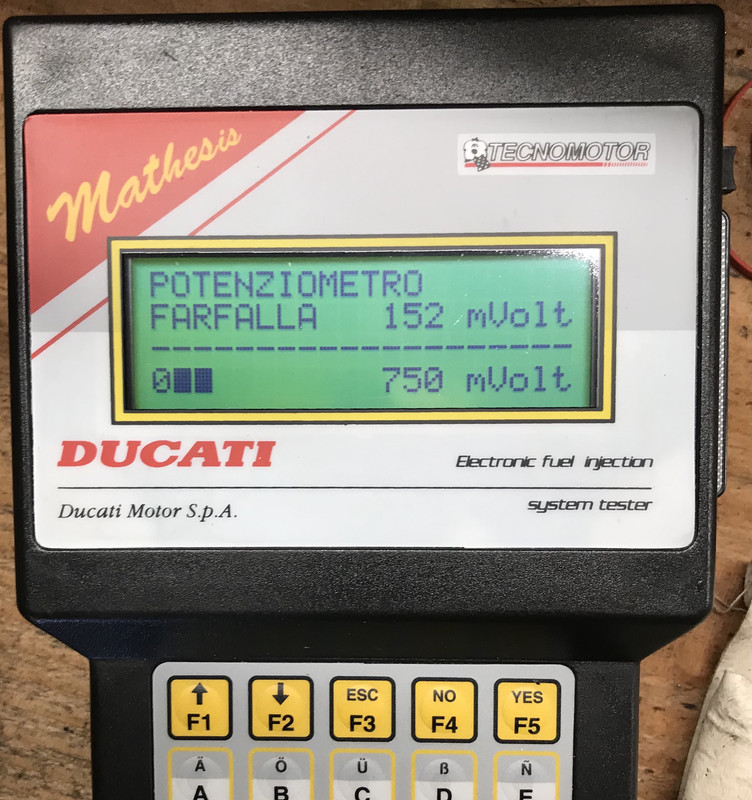 Mathesis
TECNOMOTOR
POTENZIOMETRO
FARFALLA 152 mVolt
--------------------
0 750 mVolt
DUCATI
Electronic fuel injection
Ducati Motor S.p.A.
system tester
↑ ↓ ESC NO YES
F1 F2 F3 F4 F5
Ä Ö Ü ß Ñ
A B C D E